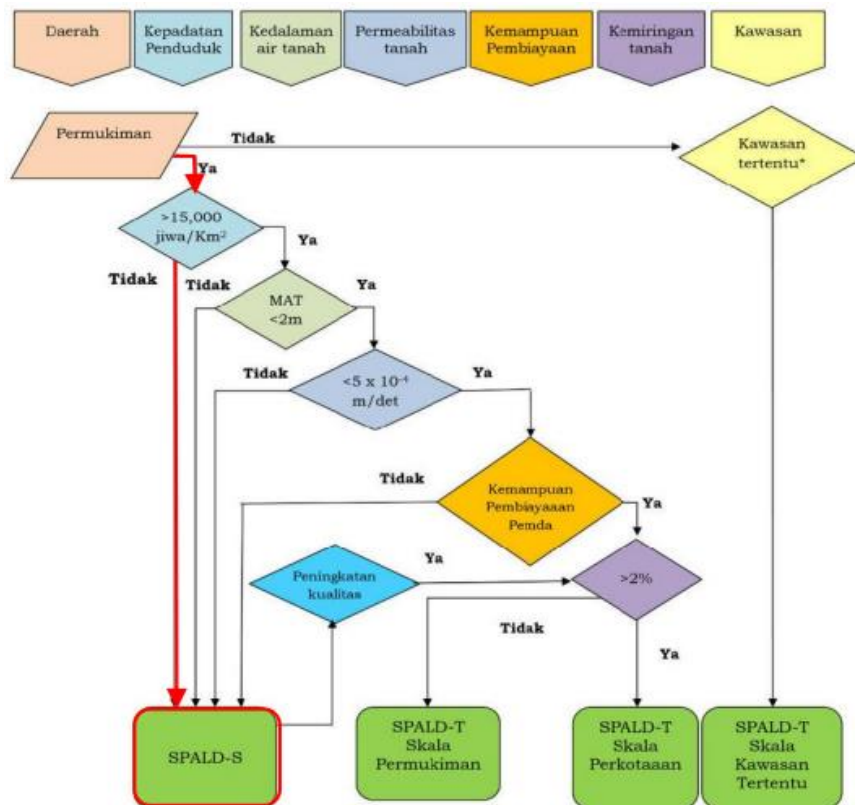 Daerah
Kepadatan
Penduduk
Kedalaman
air tanah
Permeabilitas
tanah
Kemampuan
Pembiayaan
Kemiringan
tanah
Kawasan
Permukiman
Tidak
Kawasan
tertentu*
Ya
>15,000
jiwa/Km²
Ya
Tidak
Tidak
MAT
<2m
Ya
Tidak
<5 x 10⁻⁴
m/det
Ya
Tidak
Kemampuan
Pembiayaaan
Pemda
Ya
Peningkatan
kualitas
Ya
>2%
Tidak
Ya
SPALD-S
SPALD-T
Skala
Permukiman
SPALD-T
Skala
Perkotaaan
SPALD-T
Skala
Kawasan
Tertentu